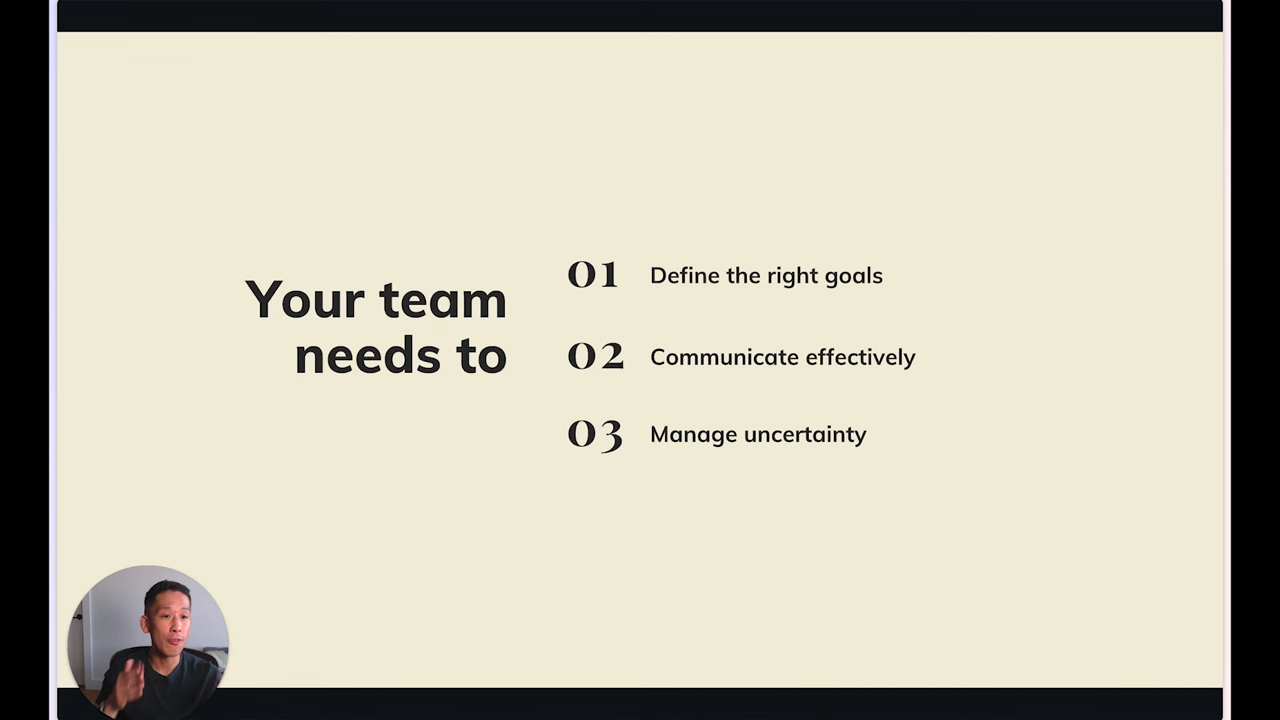 Your team
needs to
01 Define the right goals
02 Communicate effectively
03 Manage uncertainty